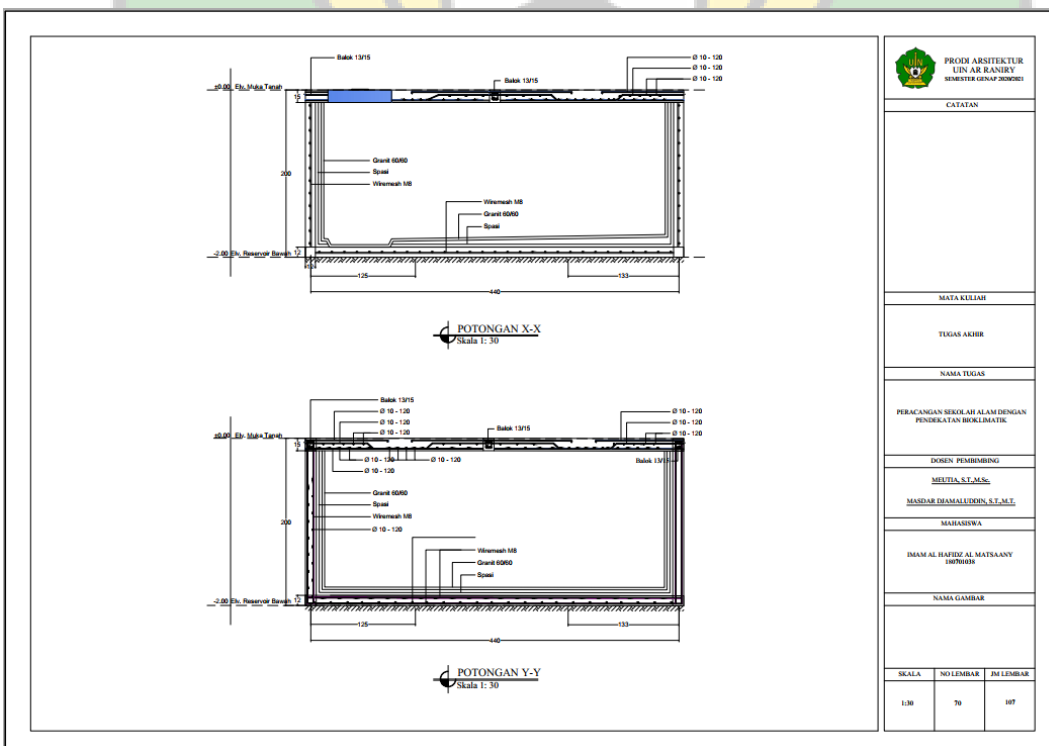 Balok 13/15
Ø 10 - 120
Ø 10 - 120
Ø 10 - 120
Balok 13/15
±0.00 Elv. Muka Tanah
15
Granit 60/60
Spasi
Wiremesh M8
200
Wiremesh M8
Granit 60/60
Spasi
-2.00 Elv. Reservoir Bawah
12
12
125
133
440
POTONGAN X-X
Skala 1: 30
Balok 13/15
Ø 10 - 120
Ø 10 - 120
Ø 10 - 120
Ø 10 - 120
Ø 10 - 120
Ø 10 - 120
Balok 13/15
±0.00 Elv. Muka Tanah
15
Ø 10 - 120
Ø 10 - 120
Ø 10 - 120
Balok 13/15
Granit 60/60
Spasi
Wiremesh M8
200
Ø 10 - 120
Wiremesh M8
Granit 60/60
Spasi
-2.00 Elv. Reservoir Bawah
12
125
133
440
POTONGAN Y-Y
Skala 1: 30
UIN
PRODI ARSITEKTUR
UIN AR RANIRY
SEMESTER GENAP 2020/2021
CATATAN
MATA KULIAH
TUGAS AKHIR
NAMA TUGAS
PERACANGAN SEKOLAH ALAM DENGAN
PENDEKATAN BIOKLIMATIK
DOSEN PEMBIMBING
MEUTIA, S.T.,M.Sc.
MASDAR DJAMALUDDIN, S.T.,M.T.
MAHASISWA
IMAM AL HAFIDZ AL MATSAANY
180701038
NAMA GAMBAR
SKALA NO LEMBAR JM LEMBAR
1:30 70 107